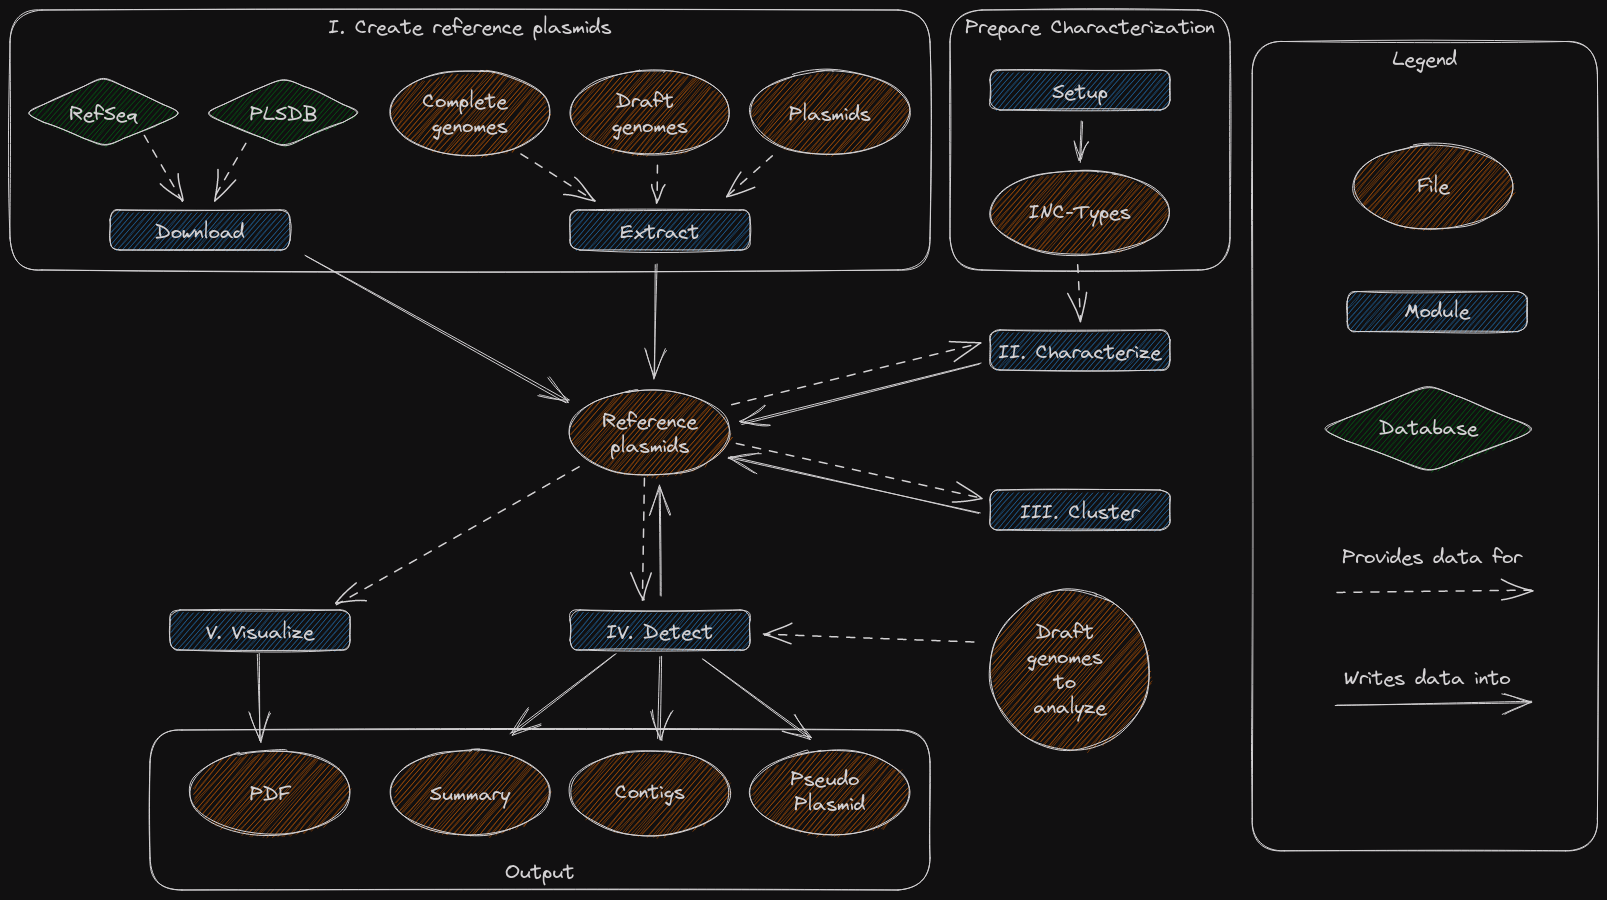 I. Create reference plasmids
RefSeq
PLSDB
Complete
genomes
Draft
genomes
Plasmids
Download
Extract
Prepare Characterization
Setup
INC-Types
II. Characterize
Reference
plasmids
III. Cluster
V. Visualize
IV. Detect
Draft
genomes
to
analyze
PDF
Summary
Contigs
Pseudo
Plasmid
Output
Legend
File
Module
Database
Provides data for
Writes data into